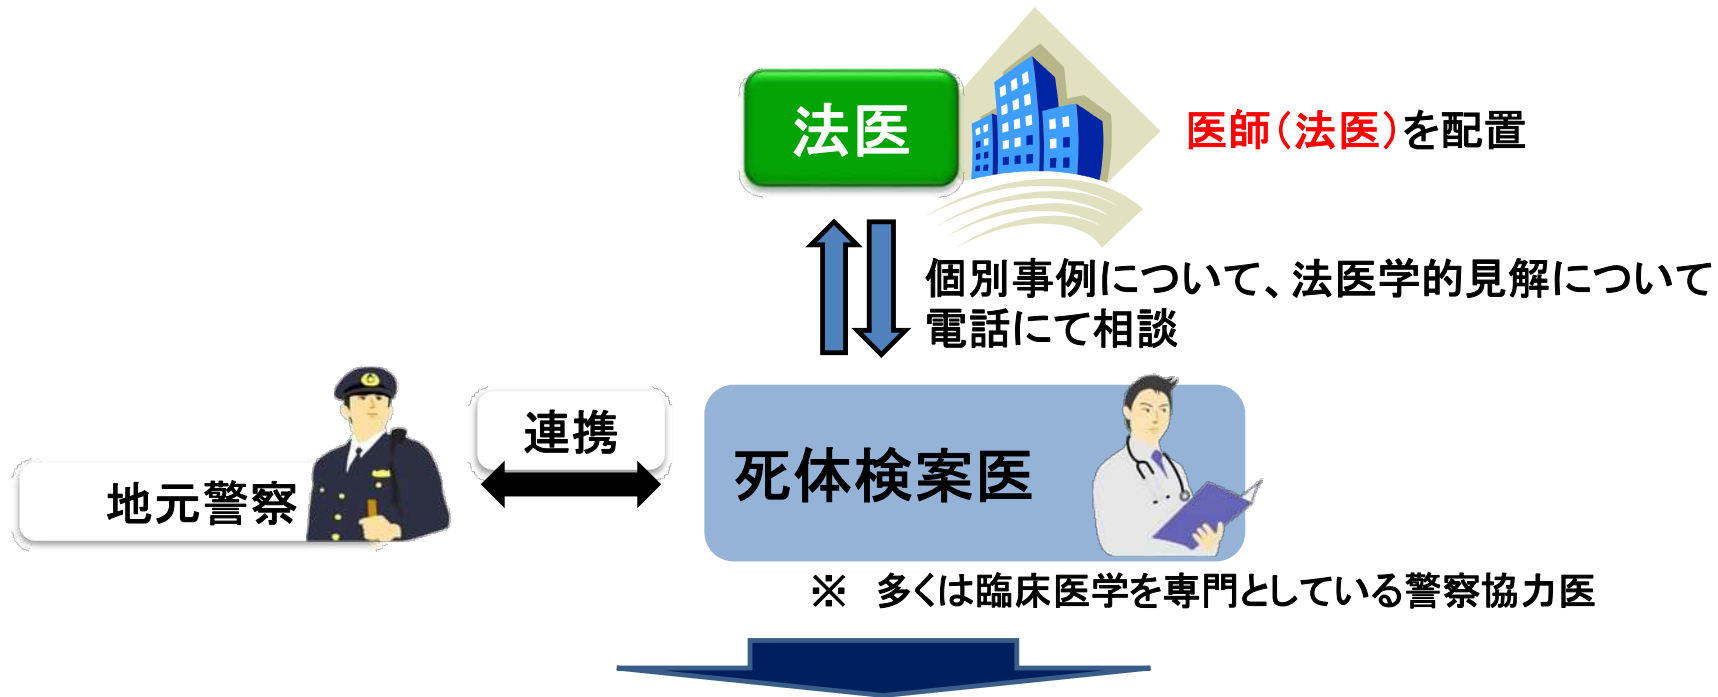 法医
医師(法医)を配置
個別事例について、法医学的見解について
電話にて相談
連携
地元警察
死体検案医
※ 多くは臨床医学を専門としている警察協力医